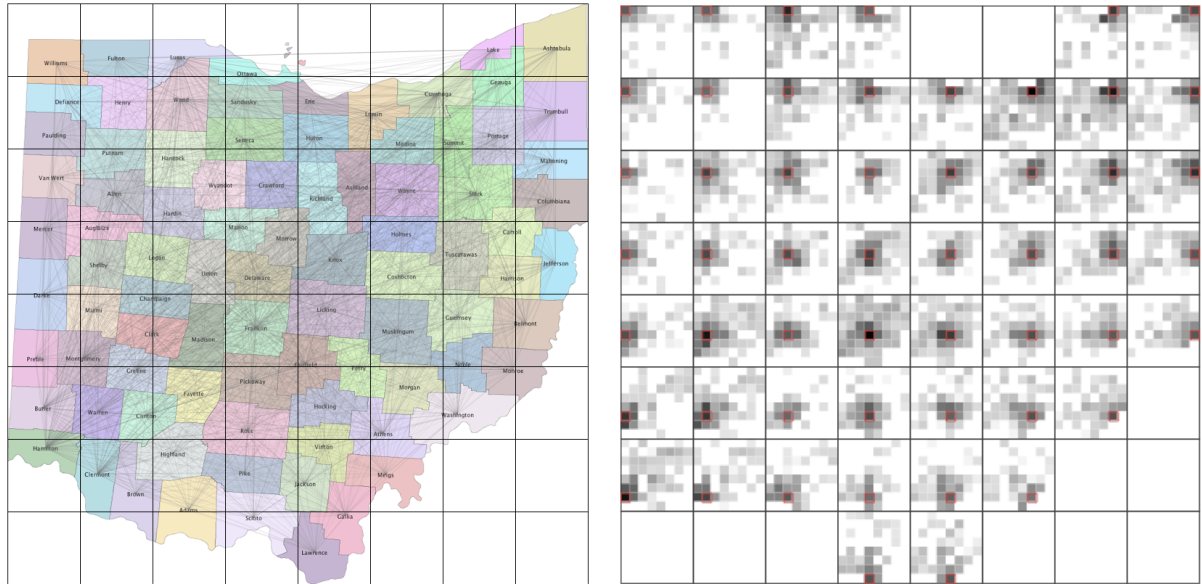 Lake
Ashtabula
Williams
Fulton
Lucas
Ottawa
Geauga
Defiance
Henry
Wood
Sandusky
Erie
Cuyahoga
Lorain
Trumbull
Paulding
Seneca
Huron
Medina
Summit
Portage
Putnam
Hancock
Mahoning
Van Wert
Allen
Wyandot
Crawford
Richland
Ashland
Wayne
Stark
Columbiana
Hardin
Mercer
Auglaize
Marion
Morrow
Holmes
Carroll
Logan
Knox
Tuscarawas
Jefferson
Shelby
Union
Delaware
Coshocton
Harrison
Darke
Champaign
Miami
Licking
Guernsey
Belmont
Clark
Madison
Franklin
Muskingum
Preble
Montgomery
Greene
Fairfield
Perry
Noble
Monroe
Fayette
Pickaway
Morgan
Butler
Warren
Clinton
Hocking
Washington
Ross
Athens
Hamilton
Highland
Vinton
Clermont
Pike
Jackson
Meigs
Brown
Adams
Scioto
Gallia
Lawrence